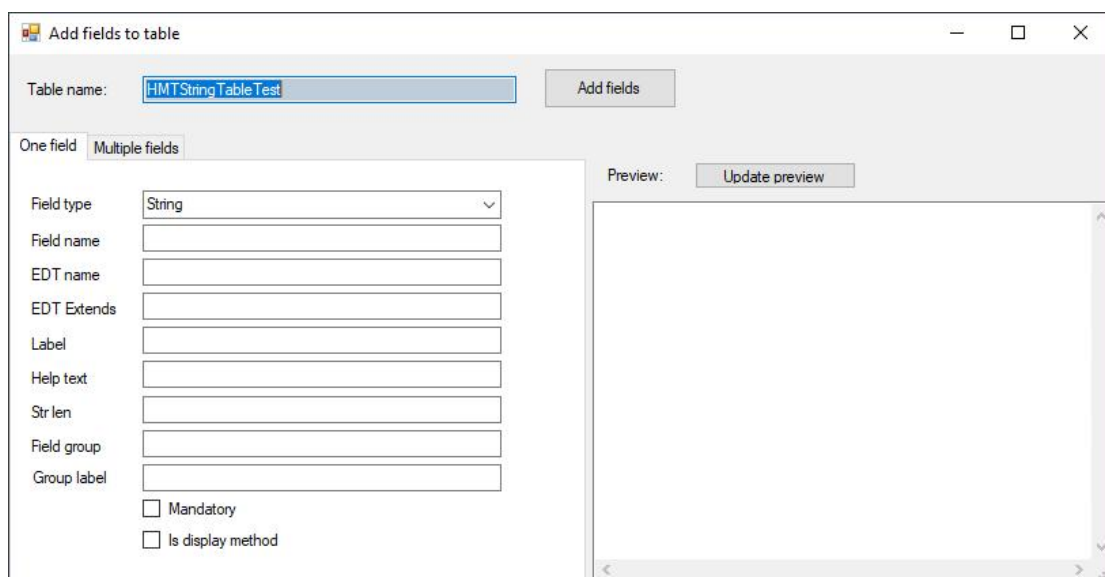 Add fields to table
Table name: HMTStringTableTest Add fields
One field Multiple fields
Preview: Update preview
Field type String
Field name
EDT name
EDT Extends
Label
Help text
Str len
Field group
Group label
Mandatory
Is display method